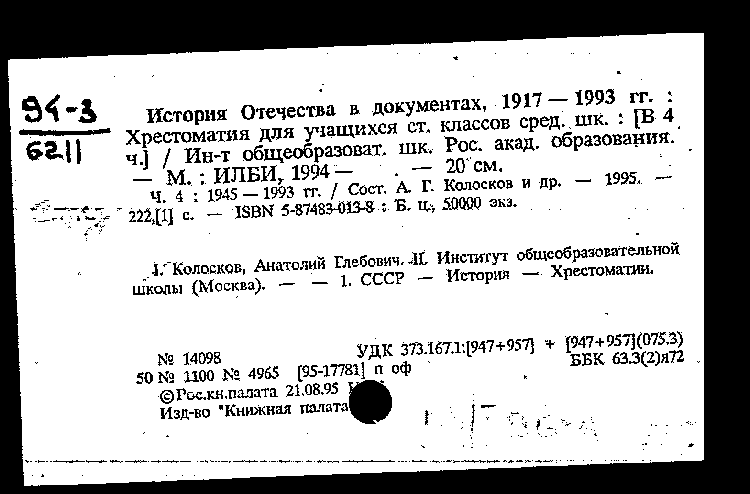 94-3
6211
История Отечества в документах, 1917 — 1993 гг. :
Хрестоматия для учащихся ст. классов сред. шк. : [В 4
ч.] / Ин-т общеобразоват. шк. Рос. акад. образования.
— М. : ИЛБИ, 1994 — . — 20 см.
Ч. 4 : 1945 — 1993 гг. / Сост. А. Г. Колосков и др. — 1995. —
222,[1] с. — ISBN 5-87483-013-8 : Б. ц., 50000 экз.
I. Колосков, Анатолий Глебович. II. Институт общеобразовательной
школы (Москва). — — 1. СССР — История — Хрестоматии.
№ 14098 УДК 373.167.1:[947+957] + [947+957](075.3)
50 № 1100 № 4965 [95-17781] п оф ББК 63.3(2)я72
©Рос.кн.палата 21.08.95
Изд-во "Книжная палата